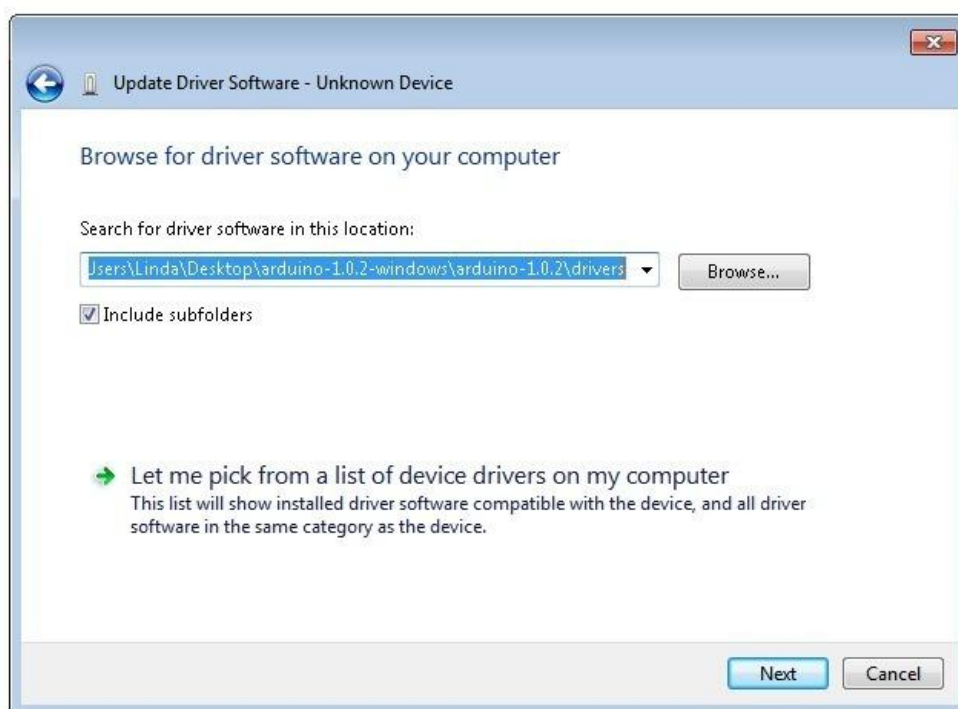 Update Driver Software - Unknown Device
Browse for driver software on your computer
Search for driver software in this location:
Users\Linda\Desktop\arduino-1.0.2-windows\arduino-1.0.2\drivers
Browse...
Include subfolders
Let me pick from a list of device drivers on my computer
This list will show installed driver software compatible with the device, and all driver
software in the same category as the device.
Next
Cancel